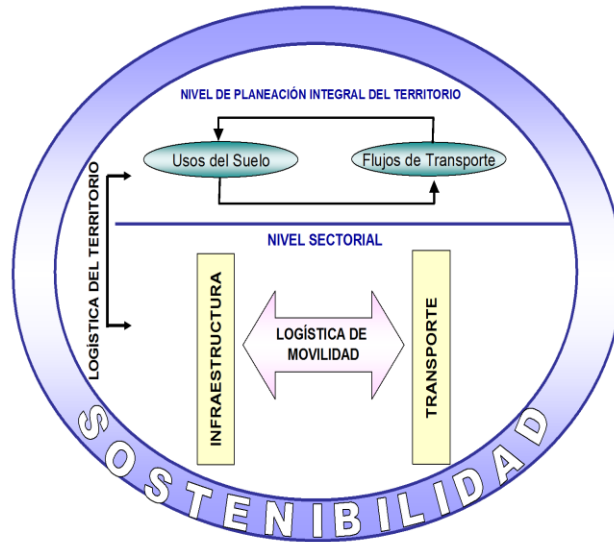 NIVEL DE PLANEACIÓN INTEGRAL DEL TERRITORIO
Usos del Suelo
Flujos de Transporte
LOGÍSTICA DEL TERRITORIO
NIVEL SECTORIAL
INFRAESTRUCTURA
LOGÍSTICA DE
MOVILIDAD
TRANSPORTE
SOSTENIBILIDAD